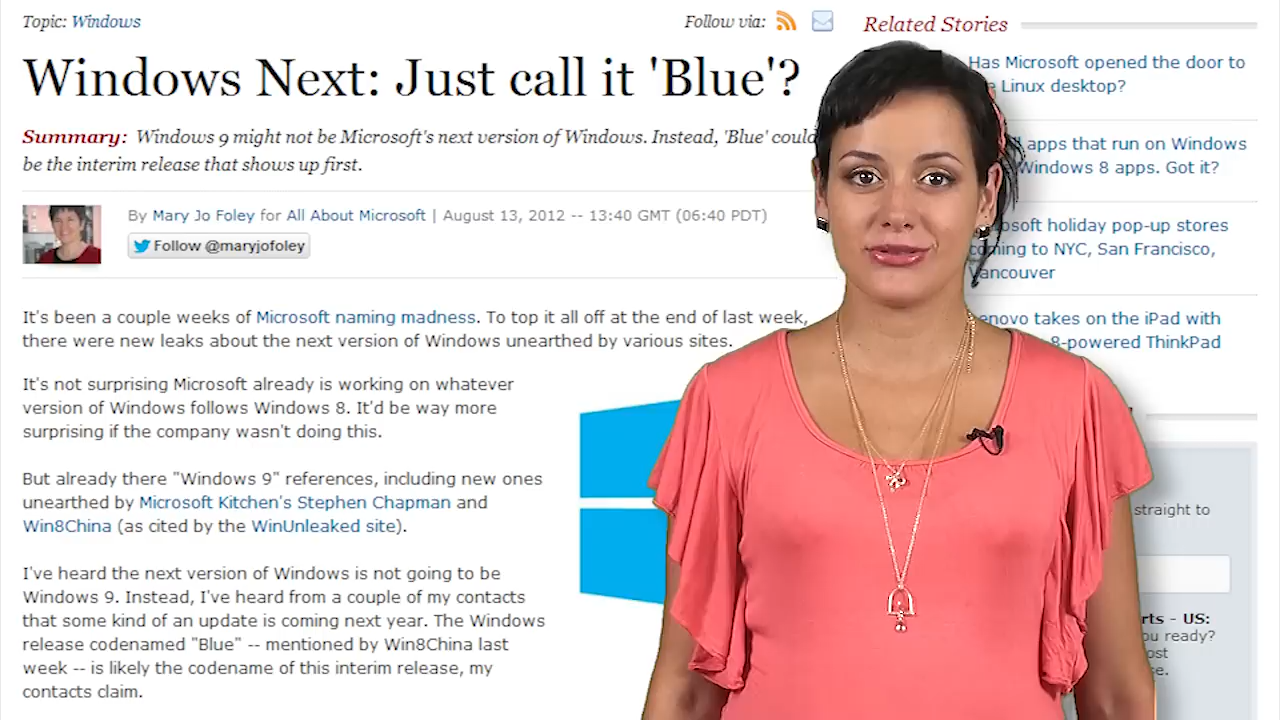 Topic: Windows
Follow via:
Windows Next: Just call it 'Blue'?
Summary: Windows 9 might not be Microsoft's next version of Windows. Instead, 'Blue' could
be the interim release that shows up first.
By Mary Jo Foley for All About Microsoft | August 13, 2012 -- 13:40 GMT (06:40 PDT)
Follow @maryjofoley
It's been a couple weeks of Microsoft naming madness. To top it all off at the end of last week,
there were new leaks about the next version of Windows unearthed by various sites.
It's not surprising Microsoft already is working on whatever
version of Windows follows Windows 8. It'd be way more
surprising if the company wasn't doing this.
But already there "Windows 9" references, including new ones
unearthed by Microsoft Kitchen's Stephen Chapman and
Win8China (as cited by the WinUnleaked site).
I've heard the next version of Windows is not going to be
Windows 9. Instead, I've heard from a couple of my contacts
that some kind of an update is coming next year. The Windows
release codenamed "Blue" -- mentioned by Win8China last
week -- is likely the codename of this interim release, my
contacts claim.
Related Stories
Has Microsoft opened the door to
Linux desktop?
apps that run on Windows
Windows 8 apps. Got it?
holiday pop-up stores
coming to NYC, San Francisco,
Vancouver
Lenovo takes on the iPad with
8-powered ThinkPad
straight to
US:
you ready?